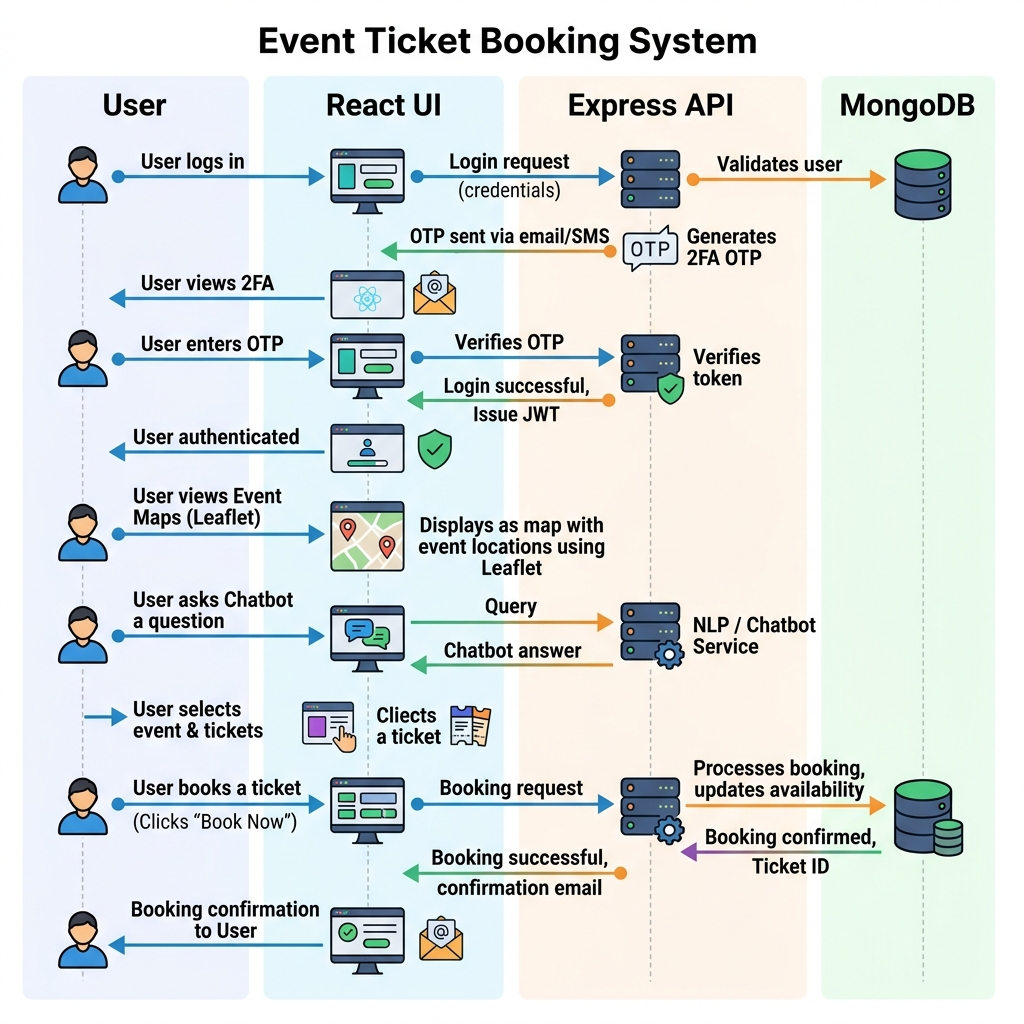 Event Ticket Booking System
User
React UI
Express API
MongoDB
User logs in
Login request
(credentials)
Validates user
OTP sent via email/SMS
OTP
Generates
2FA OTP
User views 2FA
@
User enters OTP
Verifies OTP
Verifies
token
Login successful,
Issue JWT
User authenticated
User views Event
Maps (Leaflet)
Displays as map with
event locations using
Leaflet
User asks Chatbot
a question
Query
Chatbot answer
NLP / Chatbot
Service
User selects
event & tickets
Cliects
a ticket
User books a ticket
(Clicks “Book Now”)
Booking request
Processes booking,
updates availability
Booking confirmed,
Ticket ID
Booking successful,
confirmation email
Booking confirmation
to User
@